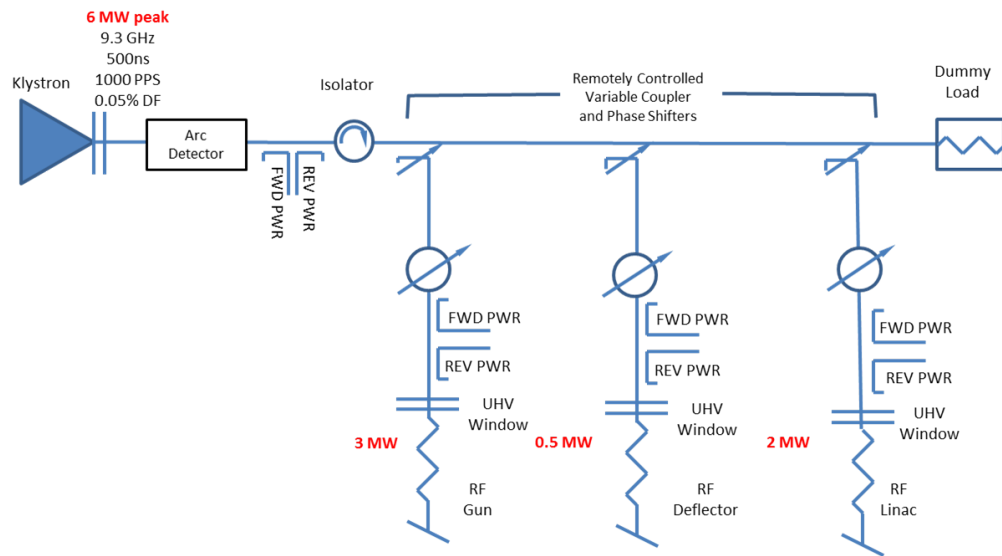 6 MW peak
9.3 GHz
500ns
1000 PPS
0.05% DF
Klystron
Arc
Detector
FWD PWR
REV PWR
Isolator
Remotely Controlled
Variable Coupler
and Phase Shifters
Dummy
Load
FWD PWR
REV PWR
UHV
Window
3 MW
RF
Gun
FWD PWR
REV PWR
UHV
Window
0.5 MW
RF
Deflector
FWD PWR
REV PWR
UHV
Window
2 MW
RF
Linac